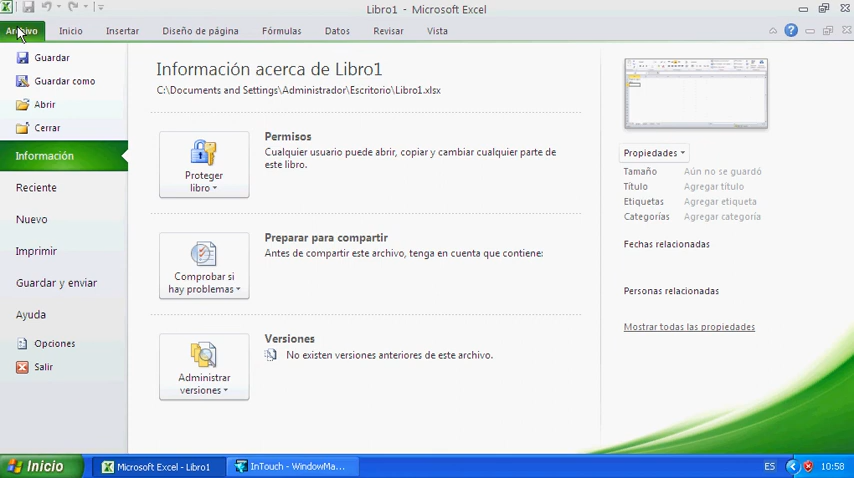 Libro1 - Microsoft Excel
Archivo Inicio Insertar Diseño de página Fórmulas Datos Revisar Vista
Guardar
Guardar como
Abrir
Cerrar
Información
Reciente
Nuevo
Imprimir
Guardar y enviar
Ayuda
Opciones
Salir
Información acerca de Libro1
C:\Documents and Settings\Administrador\Escritorio\Libro1.xlsx
Proteger
libro
Permisos
Cualquier usuario puede abrir, copiar y cambiar cualquier parte de
este libro.
Comprobar si
hay problemas
Preparar para compartir
Antes de compartir este archivo, tenga en cuenta que contiene:
Administrar
versiones
Versiones
No existen versiones anteriores de este archivo.
Propiedades
Tamaño Aún no se guardó
Título Agregar título
Etiquetas Agregar etiqueta
Categorías Agregar categoría
Fechas relacionadas
Personas relacionadas
Mostrar todas las propiedades
Inicio Microsoft Excel - Libro1 InTouch - WindowMa... ES 10:58